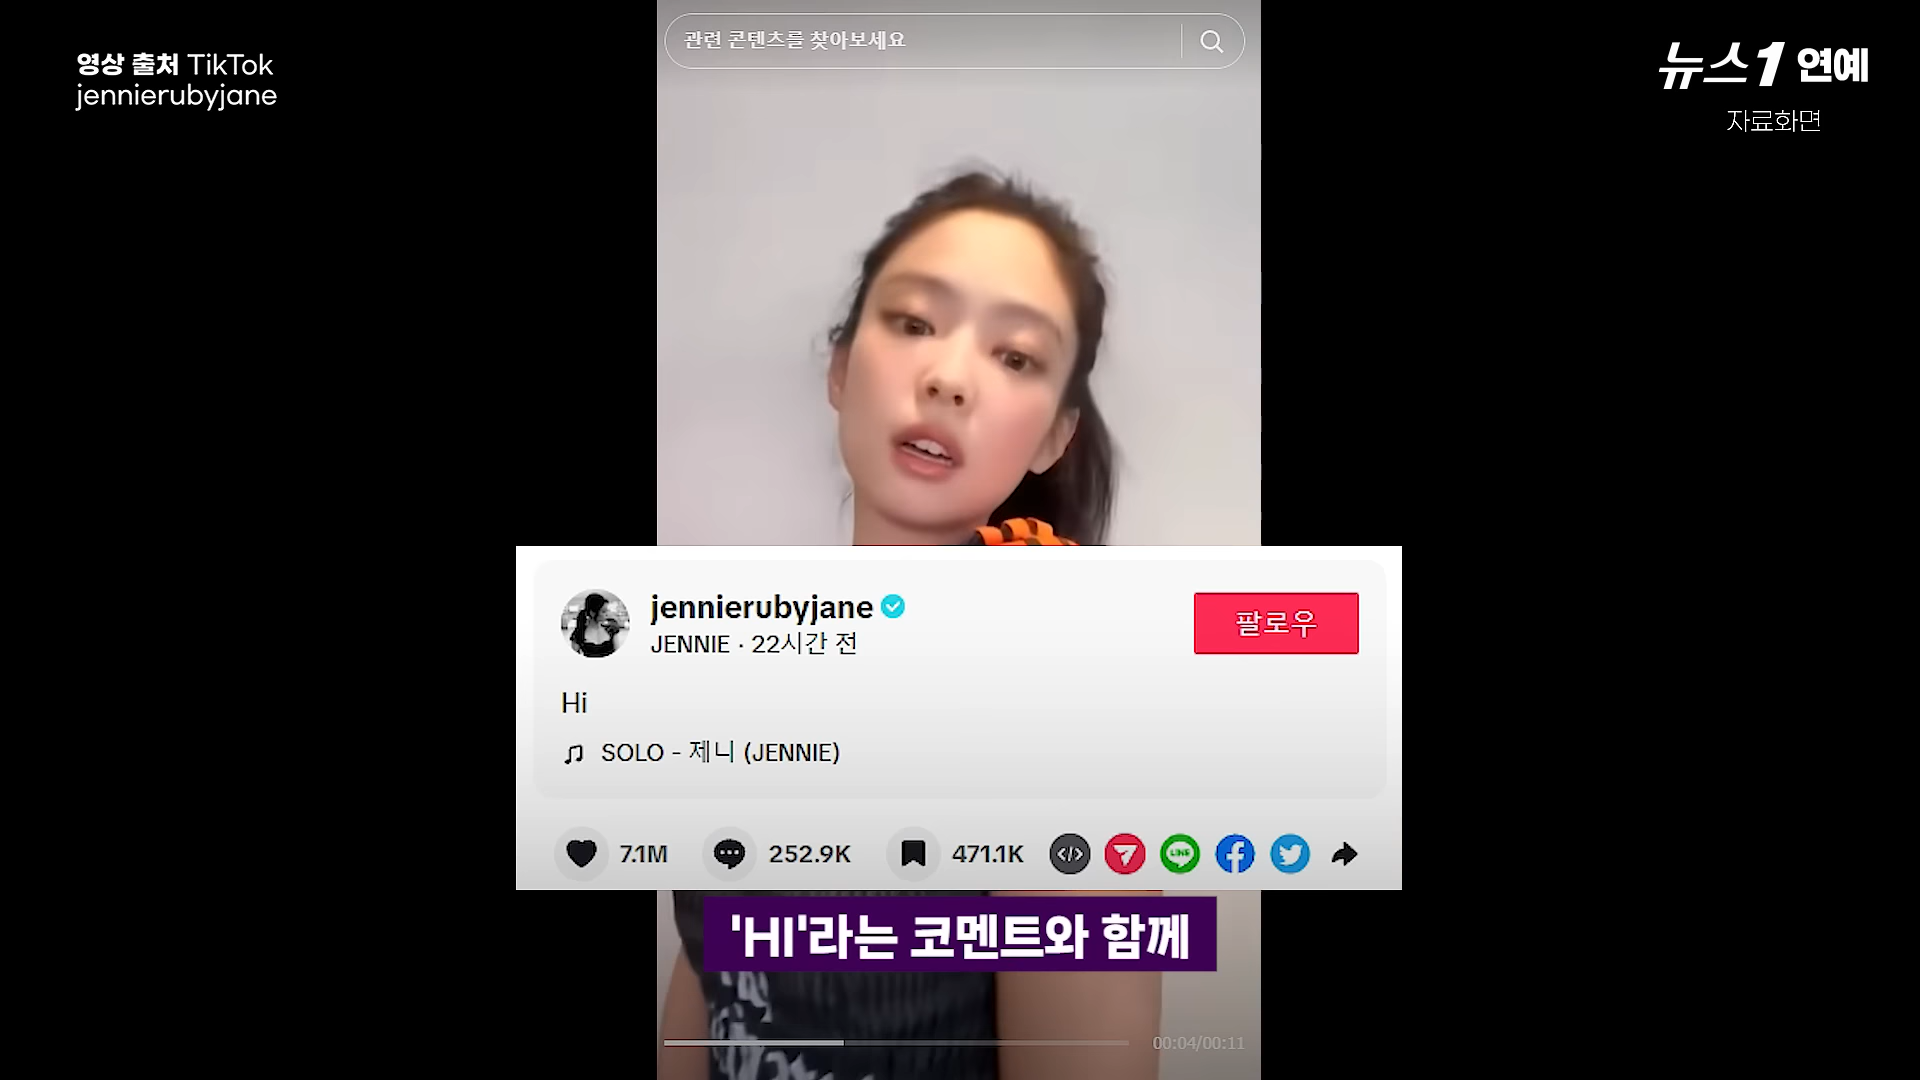 관련 콘텐츠를 찾아보세요
영상 출처 TikTok
jennierubyjane
뉴스1 연예
자료화면
jennierubyjane
JENNIE · 22시간 전
팔로우
Hi
SOLO - 제니 (JENNIE)
7.1M
252.9K
471.1K
</>
LINE
'HI'라는 코멘트와 함께
00:04/00:11